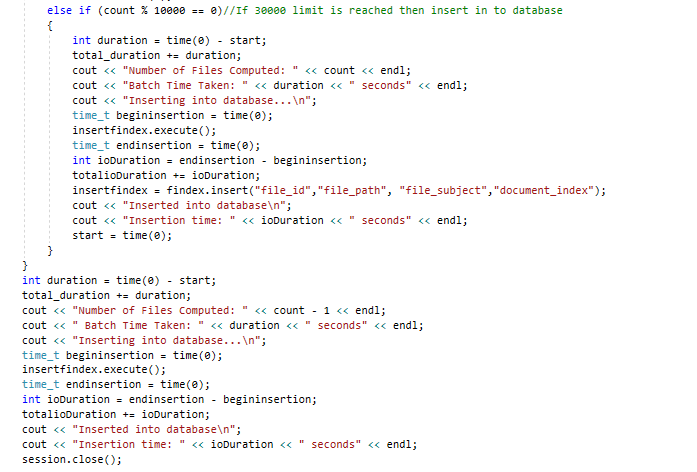 else if (count % 10000 == 0)//If 30000 limit is reached then insert in to database
{
int duration = time(0) - start;
total_duration += duration;
cout << "Number of Files Computed: " << count << endl;
cout << "Batch Time Taken: " << duration << " seconds" << endl;
cout << "Inserting into database...\n";
time_t begininsertion = time(0);
insertfindex.execute();
time_t endinsertion = time(0);
int ioDuration = endinsertion - begininsertion;
totalioDuration += ioDuration;
insertfindex = findex.insert("file_id","file_path", "file_subject","document_index");
cout << "Inserted into database\n";
cout << "Insertion time: " << ioDuration << " seconds" << endl;
start = time(0);
}
}
int duration = time(0) - start;
total_duration += duration;
cout << "Number of Files Computed: " << count - 1 << endl;
cout << " Batch Time Taken: " << duration << " seconds" << endl;
cout << "Inserting into database...\n";
time_t begininsertion = time(0);
insertfindex.execute();
time_t endinsertion = time(0);
int ioDuration = endinsertion - begininsertion;
totalioDuration += ioDuration;
cout << "Inserted into database\n";
cout << "Insertion time: " << ioDuration << " seconds" << endl;
session.close();